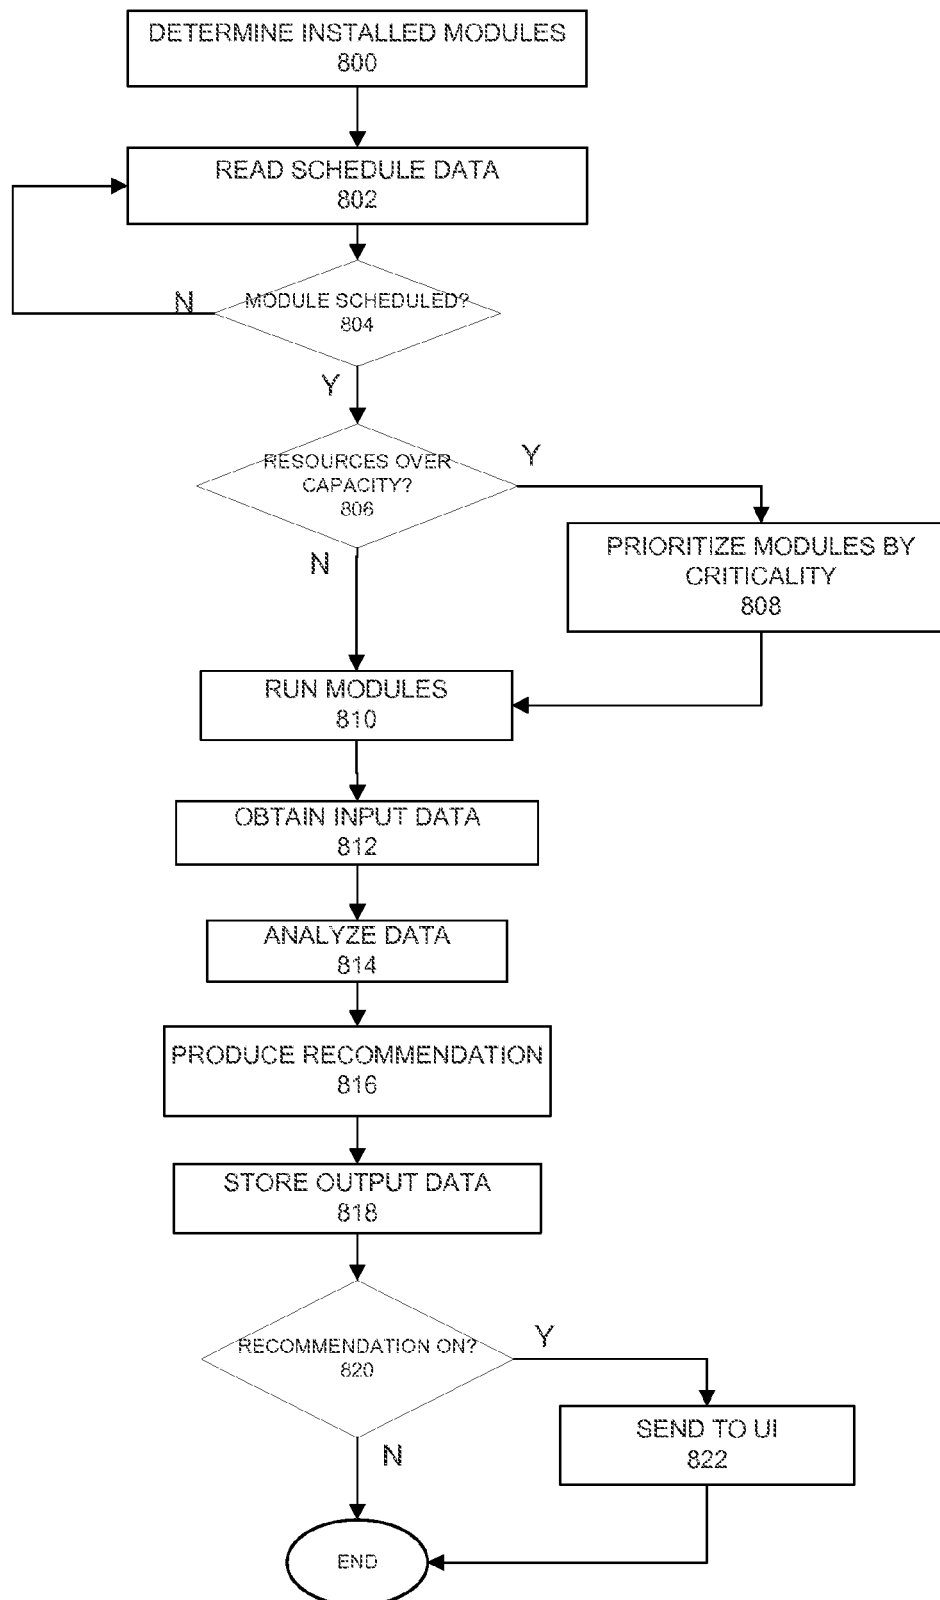 DETERMINE INSTALLED MODULES
800
READ SCHEDULE DATA
802
N
MODULE SCHEDULED?
804
Y
RESOURCES OVER
CAPACITY?
806
Y
N
PRIORITIZE MODULES BY
CRITICALITY
808
RUN MODULES
810
OBTAIN INPUT DATA
812
ANALYZE DATA
814
PRODUCE RECOMMENDATION
816
STORE OUTPUT DATA
818
RECOMMENDATION ON?
820
Y
N
SEND TO UI
822
END